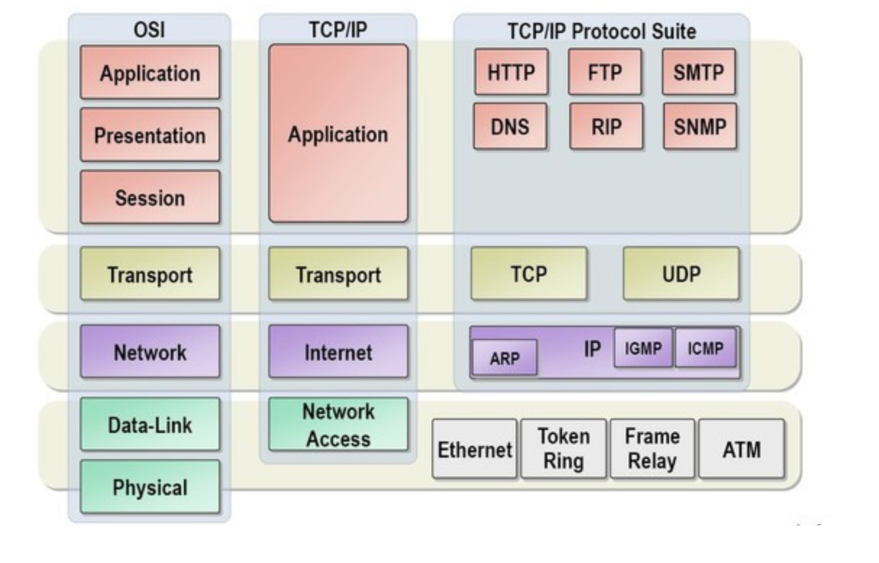 OSI
TCP/IP
TCP/IP Protocol Suite
Application
Presentation
Session
Application
HTTP
FTP
SMTP
DNS
RIP
SNMP
Transport
Transport
TCP
UDP
Network
Internet
ARP
IP
IGMP
ICMP
Data-Link
Physical
Network
Access
Ethernet
Token
Ring
Frame
Relay
ATM